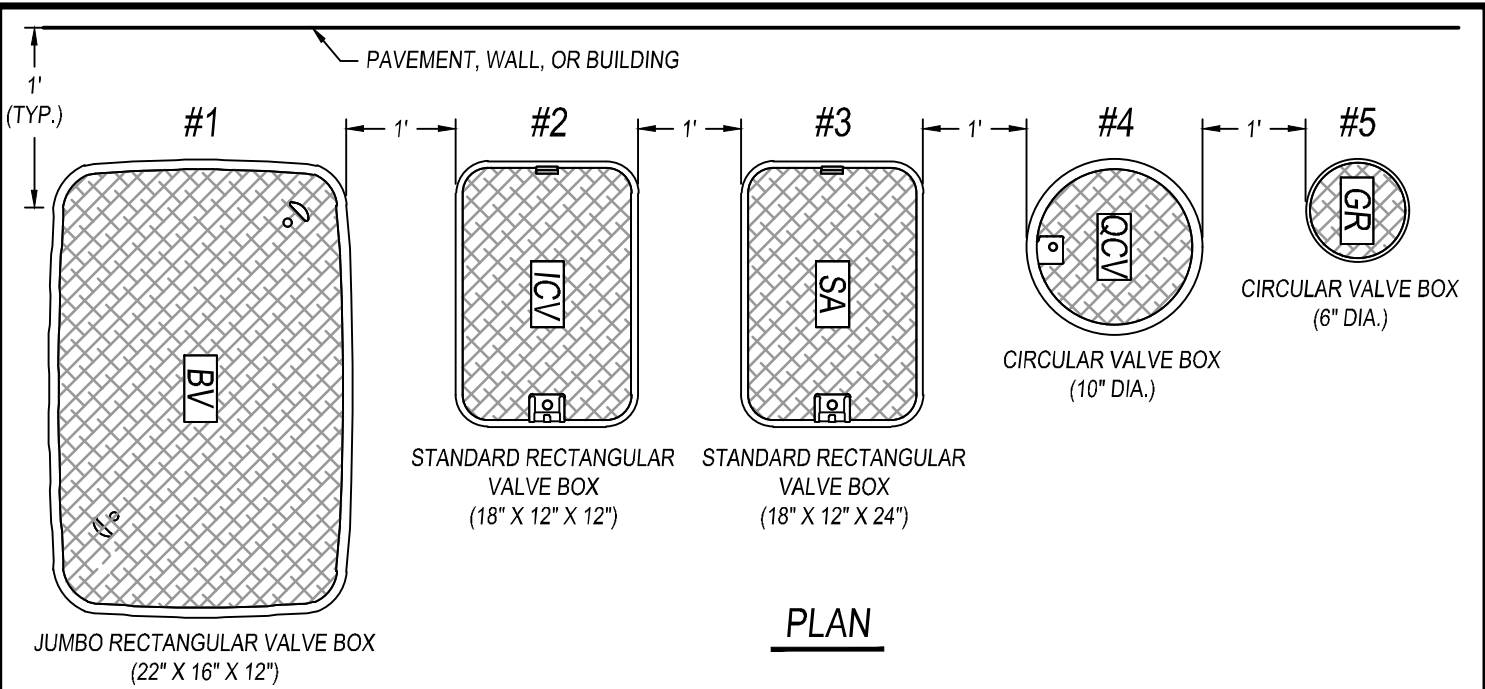 PAVEMENT, WALL, OR BUILDING
1'
(TYP.)
#1
1'
#2
1'
#3
1'
#4
1'
#5
BV
ICV
SA
QCV
GR
CIRCULAR VALVE BOX
(6" DIA.)
CIRCULAR VALVE BOX
(10" DIA.)
STANDARD RECTANGULAR
VALVE BOX
(18" X 12" X 12")
STANDARD RECTANGULAR
VALVE BOX
(18" X 12" X 24")
JUMBO RECTANGULAR VALVE BOX
(22" X 16" X 12")
PLAN